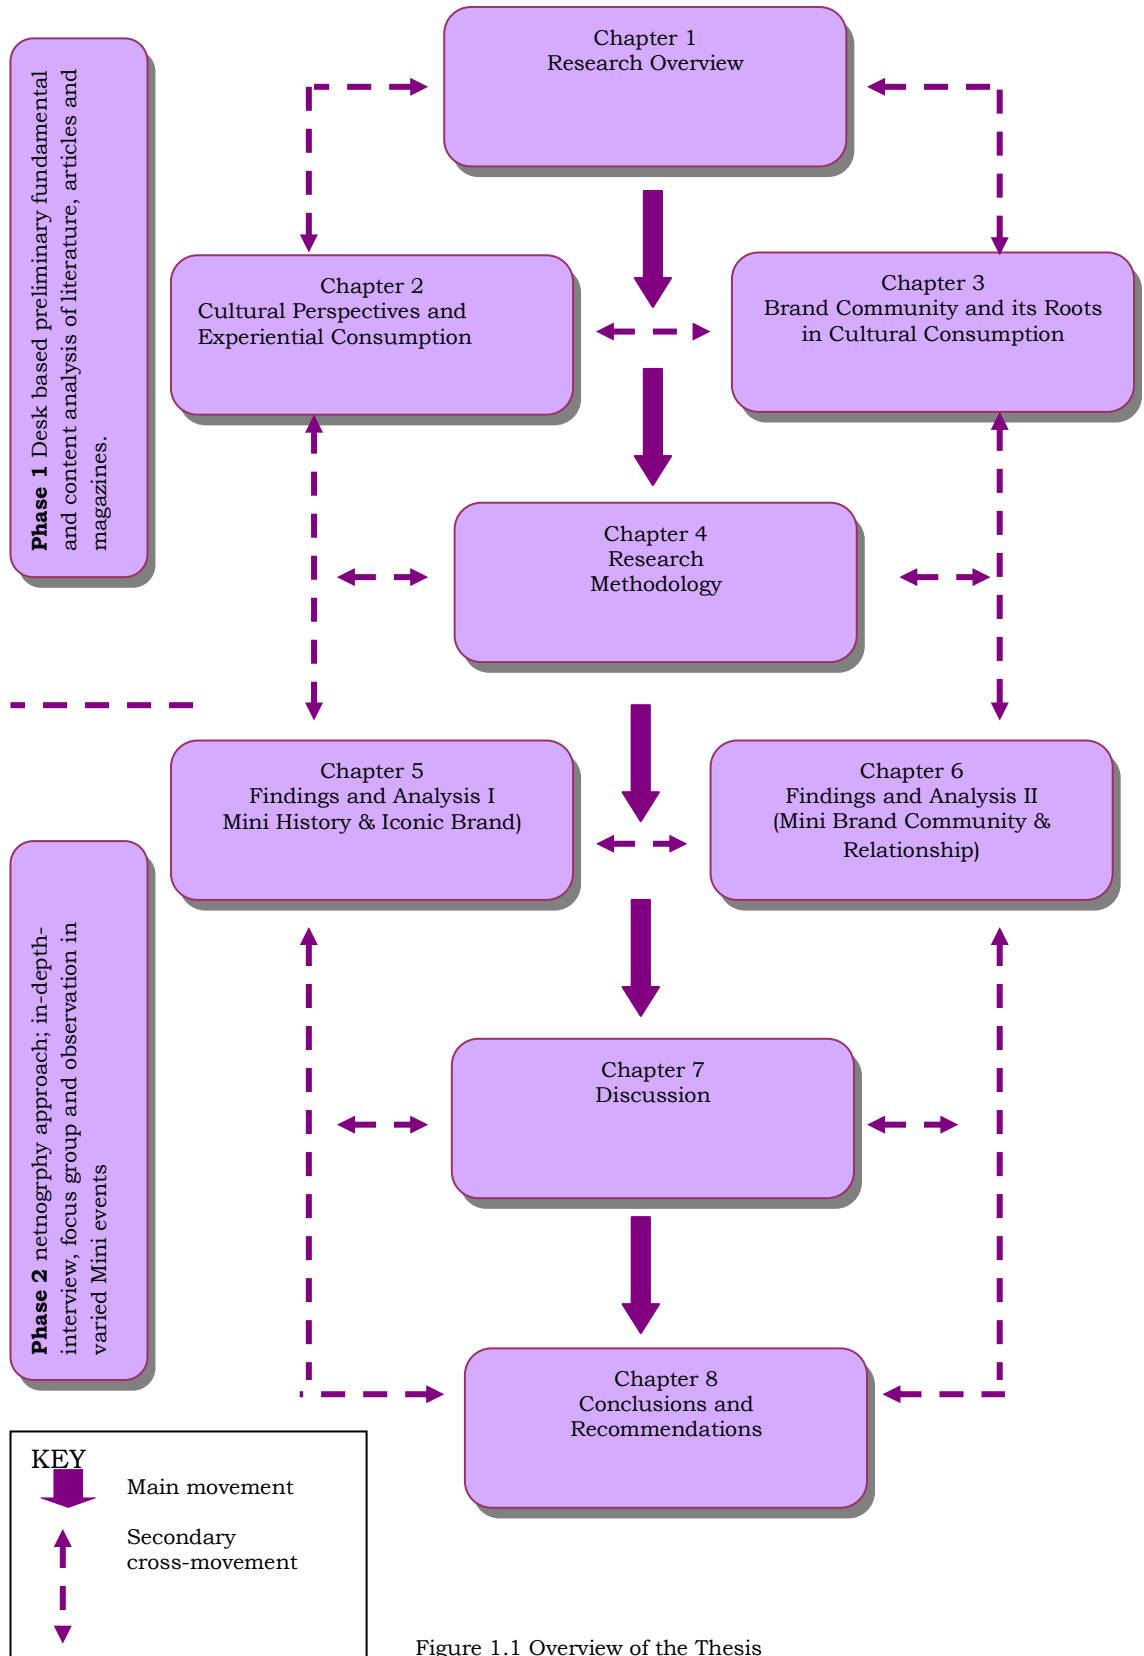 Chapter 1
Research Overview
Phase 1 Desk based preliminary fundamental
and content analysis of literature, articles and
magazines.
Chapter 2
Cultural Perspectives and
Experiential Consumption
Chapter 3
Brand Community and its Roots
in Cultural Consumption
Chapter 4
Research
Methodology
Chapter 5
Findings and Analysis I
Mini History & Iconic Brand)
Chapter 6
Findings and Analysis II
(Mini Brand Community &
Relationship)
Phase 2 netnogrphy approach; in-depth-
interview, focus group and observation in
varied Mini events
Chapter 7
Discussion
Chapter 8
Conclusions and
Recommendations
KEY
Main movement
Secondary
cross-movement
Figure 1.1 Overview of the Thesis